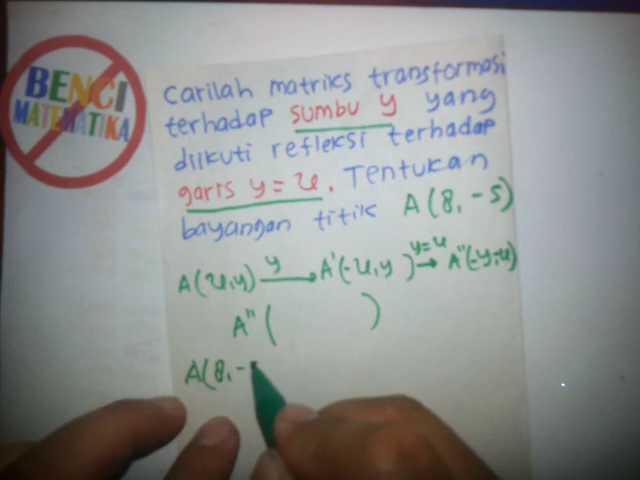 BENCI
MATEMATIKA
Carilah matriks transformasi
terhadap sumbu y yang
diikuti refleksi terhadap
garis y = x. Tentukan
bayangan titik A(8, -5)
A(x,y) y→ A'(-x,y) y=x→ A"(
A"( )
A(8, -